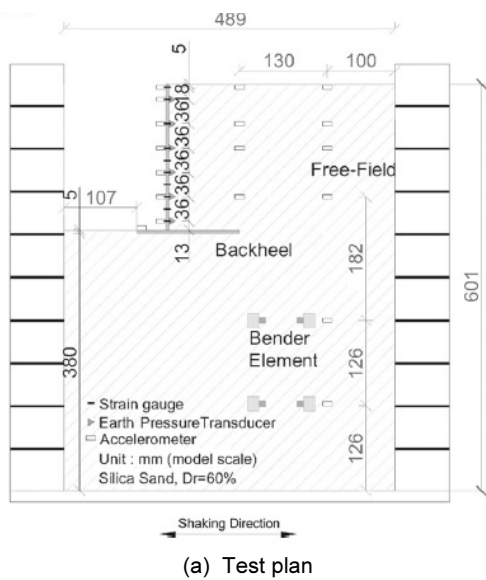 489
5
130 100
18
36
36
36
36
36
13
Free-Field
5
107
Backheel
182
601
Bender
Element
126
126
380
Strain gauge
Earth PressureTransducer
Accelerometer
Unit : mm (model scale)
Silica Sand, Dr=60%
Shaking Direction
(a) Test plan